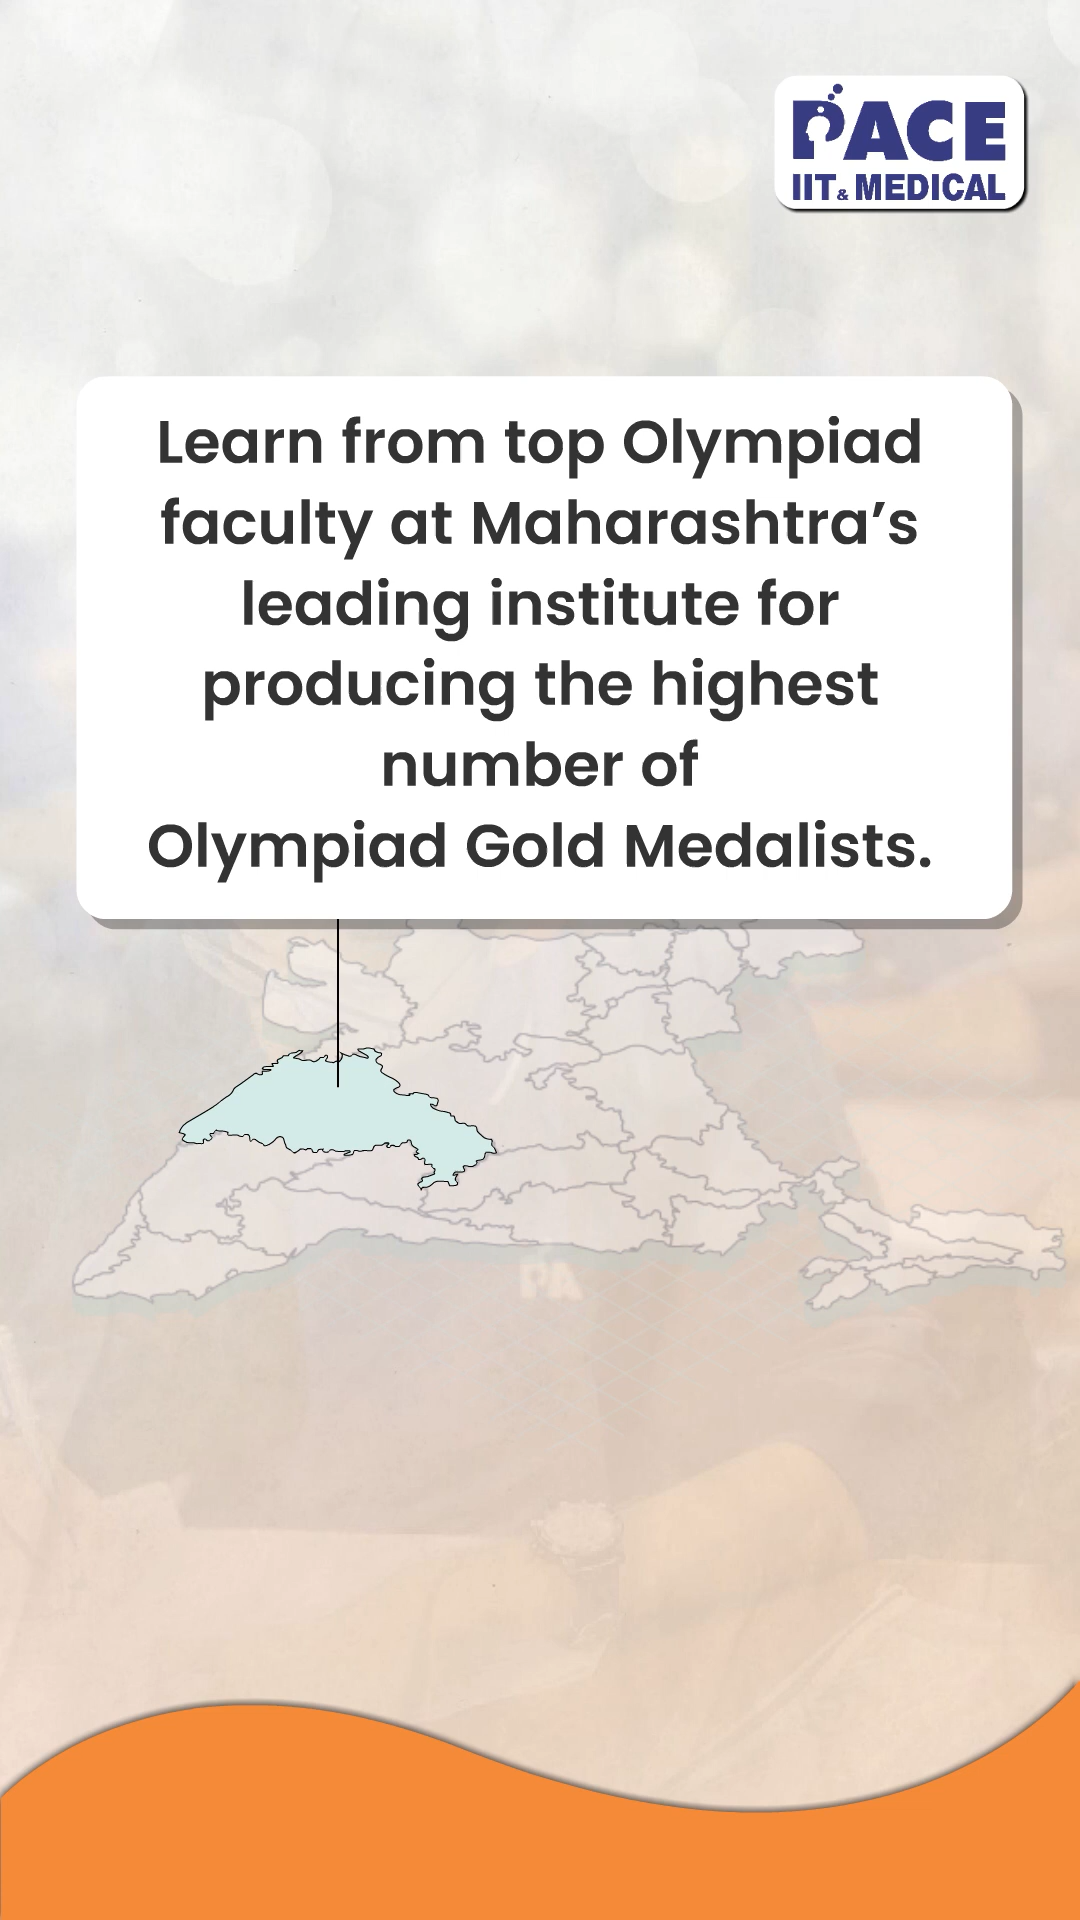 PACE
IIT & MEDICAL
Learn from top Olympiad
faculty at Maharashtra’s
leading institute for
producing the highest
number of
Olympiad Gold Medalists.
PA